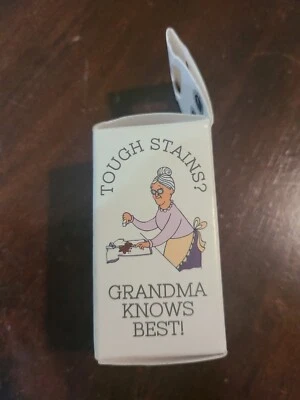 TOUGH STAINS?
GRANDMA
KNOWS
BEST!